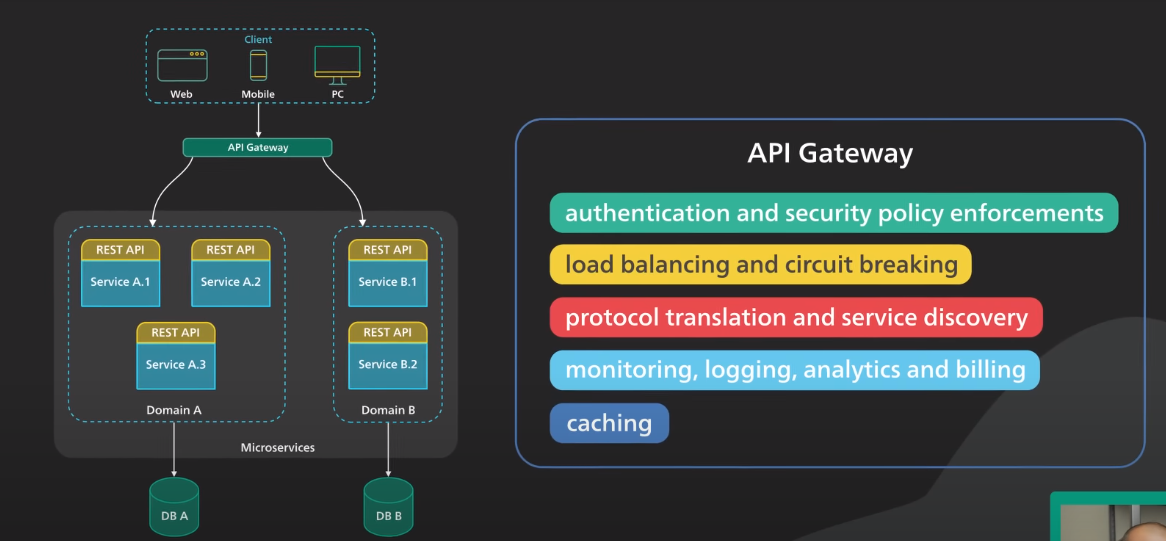 Client
Web
Mobile
PC
API Gateway
REST API
Service A.1
REST API
Service A.2
REST API
Service A.3
Domain A
REST API
Service B.1
REST API
Service B.2
Domain B
Microservices
DB A
DB B
API Gateway
authentication and security policy enforcements
load balancing and circuit breaking
protocol translation and service discovery
monitoring, logging, analytics and billing
caching